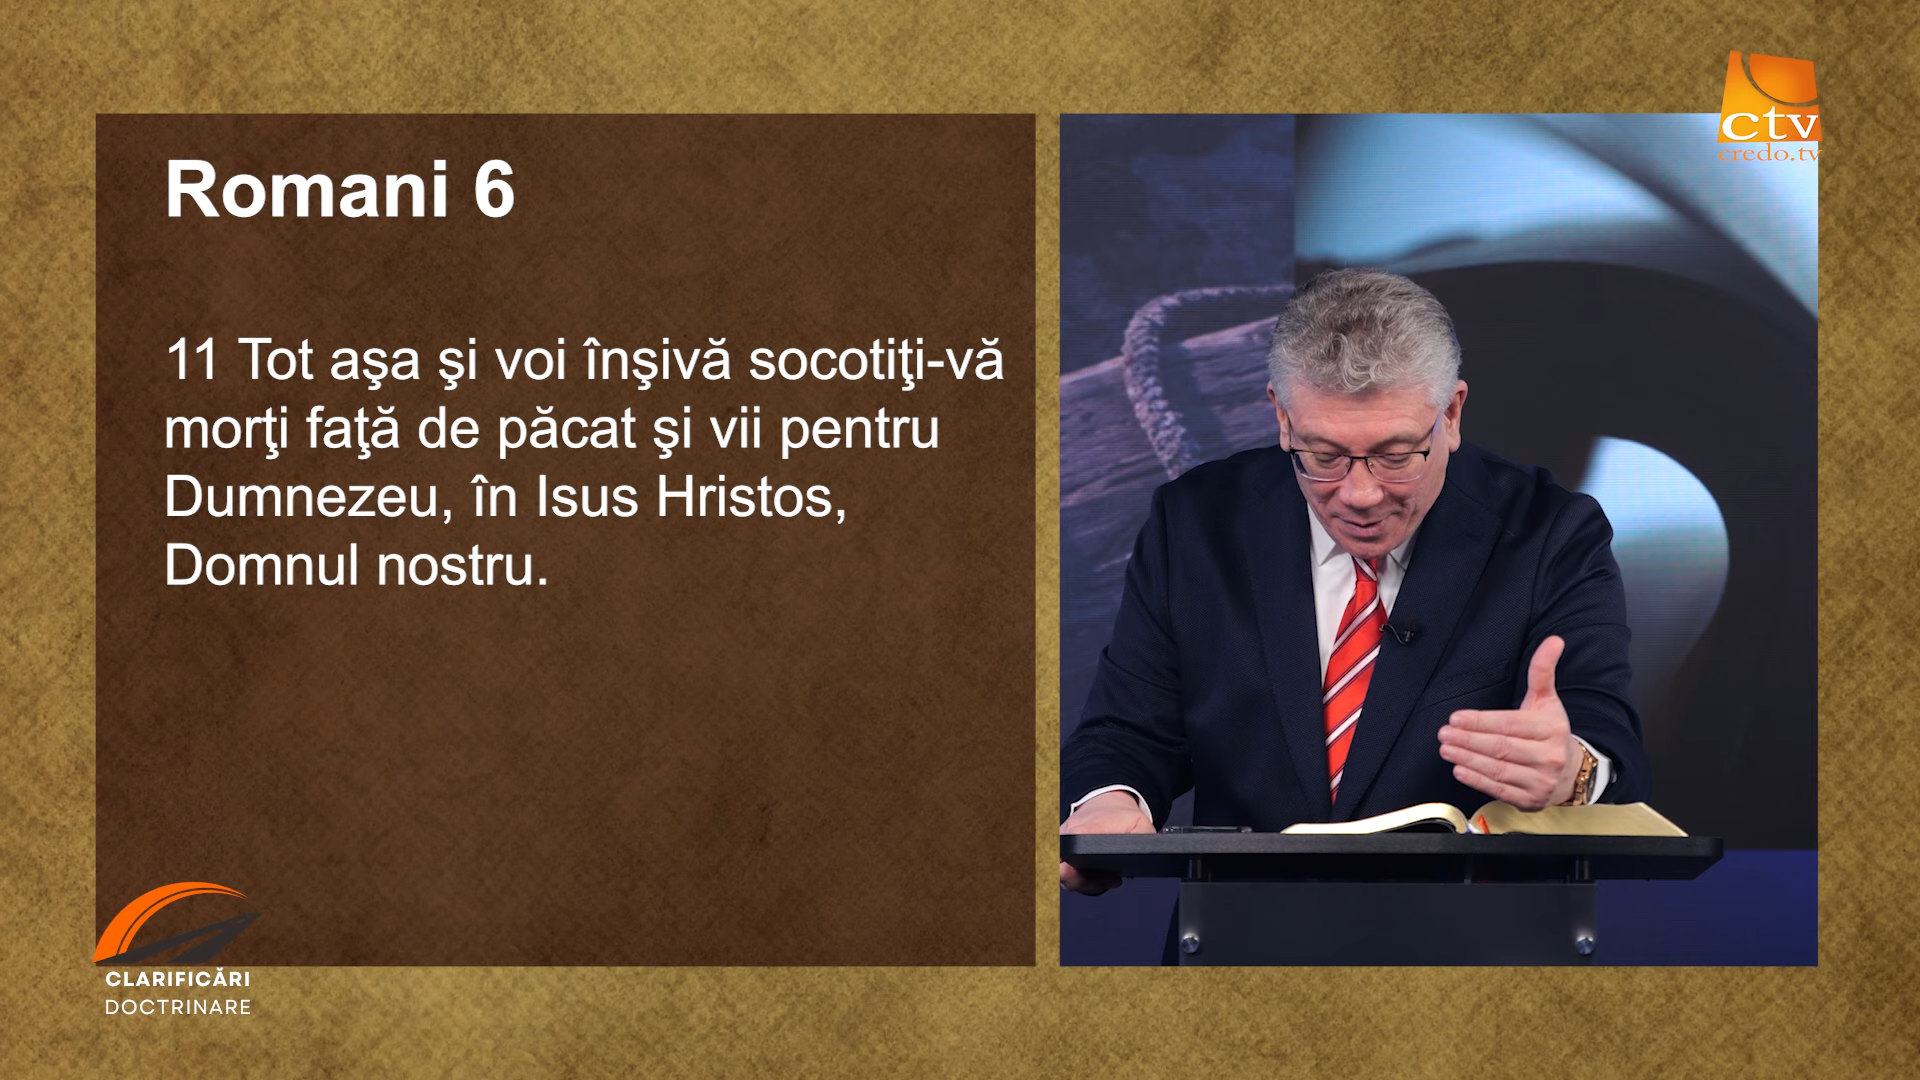 Romani 6
11 Tot aşa şi voi înşivă socotiţi-vă
morţi faţă de păcat şi vii pentru
Dumnezeu, în Isus Hristos,
Domnul nostru.
ctv
credo.tv
CLARIFICĂRI
DOCTRINARE